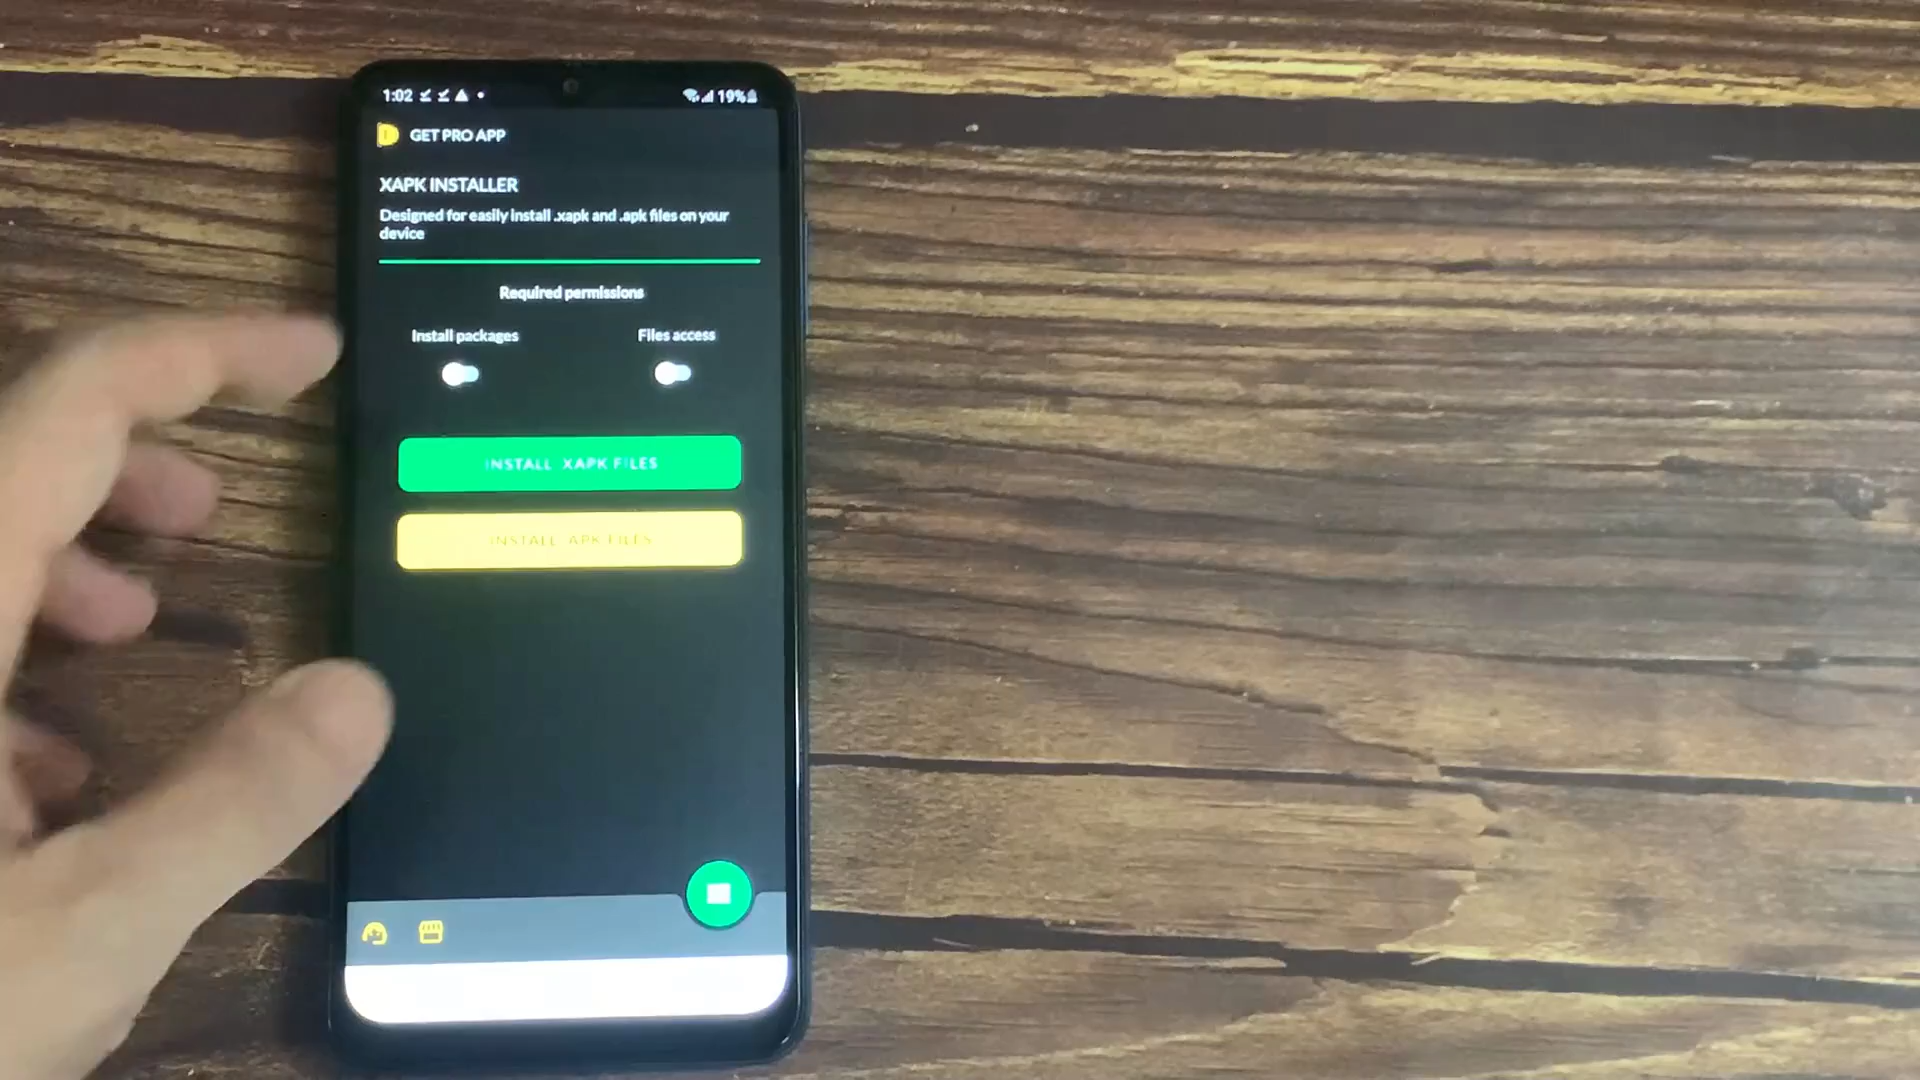 1:02
19%
GET PRO APP
XAPK INSTALLER
Designed for easily install .xapk and .apk files on your
device
Required permissions
Install packages
Files access
INSTALL .XAPK FILES
INSTALL .APK FILES